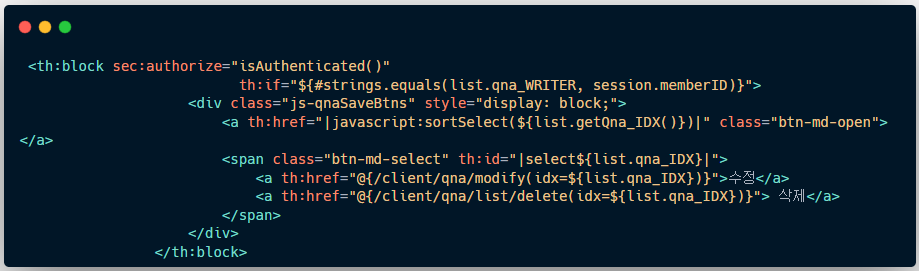 <th:block sec:authorize="isAuthenticated()"
th:if="${#strings.equals(list.qna_WRITER, session.memberID)}">
<div class="js-qnaSaveBtns" style="display: block;">
<a th:href="|javascript:sortSelect(${list.getQna_IDX()})|" class="btn-md-open">
</a>
<span class="btn-md-select" th:id="|select${list.qna_IDX}|">
<a th:href="@{/client/qna/modify(idx=${list.qna_IDX})}">수정</a>
<a th:href="@{/client/qna/list/delete(idx=${list.qna_IDX})}"> 삭제</a>
</span>
</div>
</th:block>